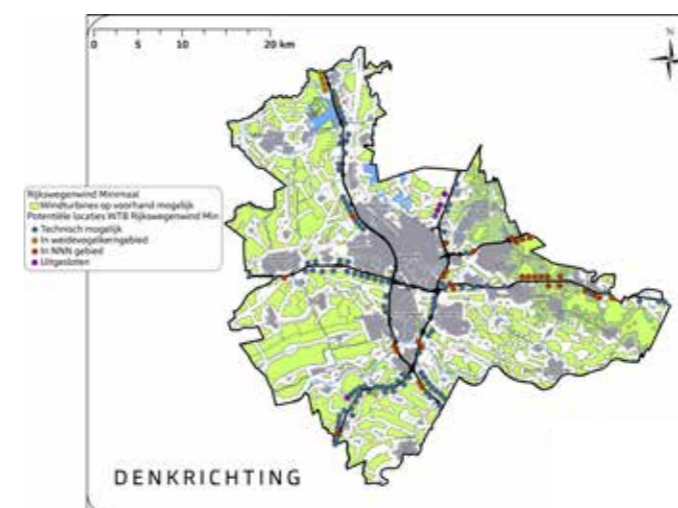 0 5 10 20 km
N
Rijkswegenwind Minimaal
Windturbines op voorhand mogelijk
Potentiële locaties WTB Rijkswegenwind Min
Technisch mogelijk
In weidevogelkerngebied
In NNN gebied
Uitgesloten
DENKRICHTING